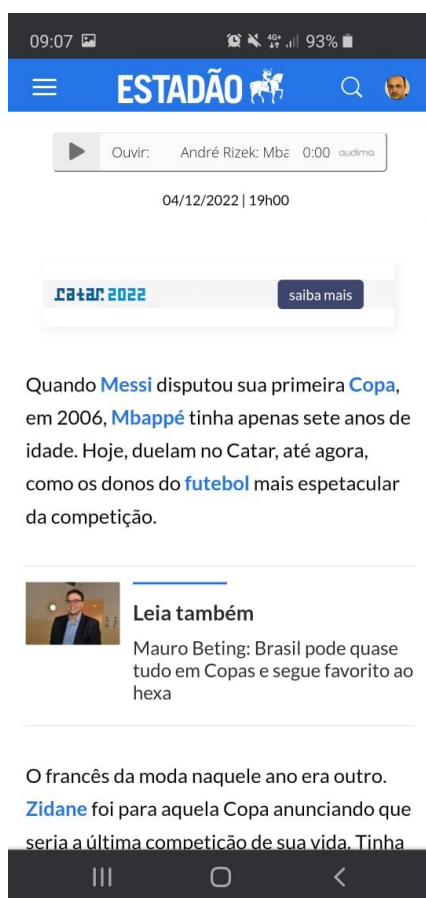 09:07
4G+
93%
ESTADÃO
Ouvir: André Rizek: Mba 0:00 audima
04/12/2022 | 19h00
Catar 2022
saiba mais
Quando Messi disputou sua primeira Copa,
em 2006, Mbappé tinha apenas sete anos de
idade. Hoje, duelam no Catar, até agora,
como os donos do futebol mais espetacular
da competição.
Leia também
Mauro Beting: Brasil pode quase
tudo em Copas e segue favorito ao
hexa
O francês da moda naquele ano era outro.
Zidane foi para aquela Copa anunciando que
seria a última competição de sua vida. Tinha